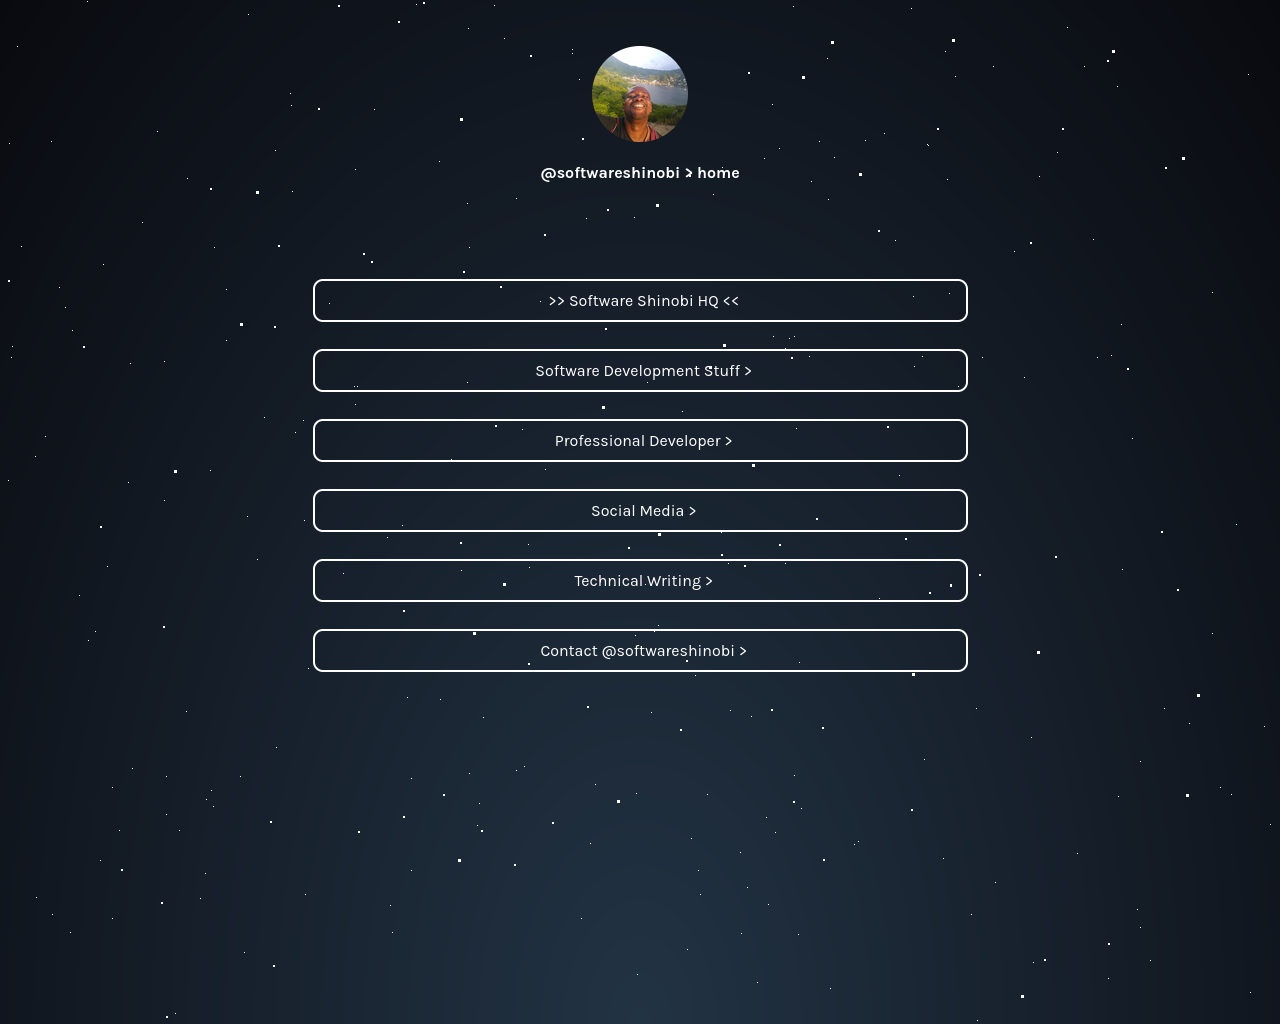 @softwareshinobi > home
>> Software Shinobi HQ <<
Software Development Stuff >
Professional Developer >
Social Media >
Technical Writing >
Contact @softwareshinobi >